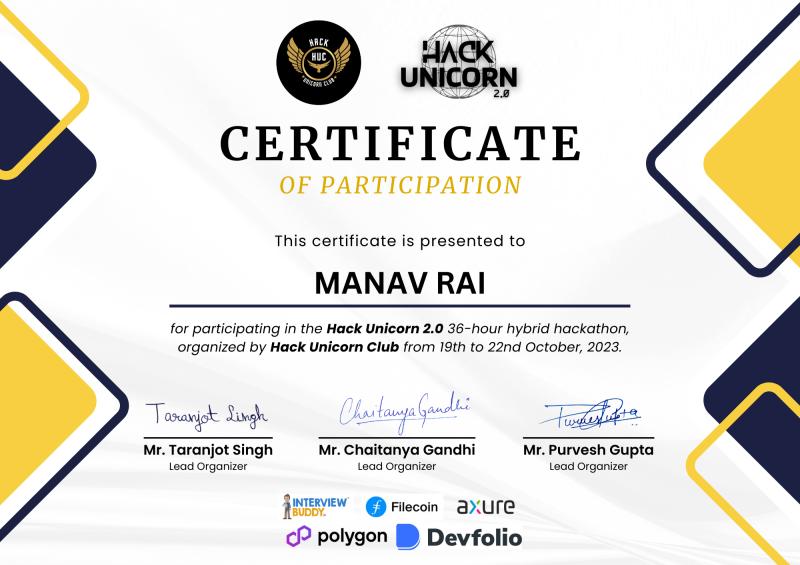 HACK
HUC
UNICORN CLUB
HACK
UNICORN
2.0
CERTIFICATE
OF PARTICIPATION
This certificate is presented to
MANAV RAI
for participating in the Hack Unicorn 2.0 36-hour hybrid hackathon,
organized by Hack Unicorn Club from 19th to 22nd October, 2023.
Taranjot Singh
Chaitanya Gandhi
Purvesh Gupta
Mr. Taranjot Singh
Mr. Chaitanya Gandhi
Mr. Purvesh Gupta
Lead Organizer
Lead Organizer
Lead Organizer
INTERVIEW
BUDDY
Filecoin
axure
polygon
Devfolio